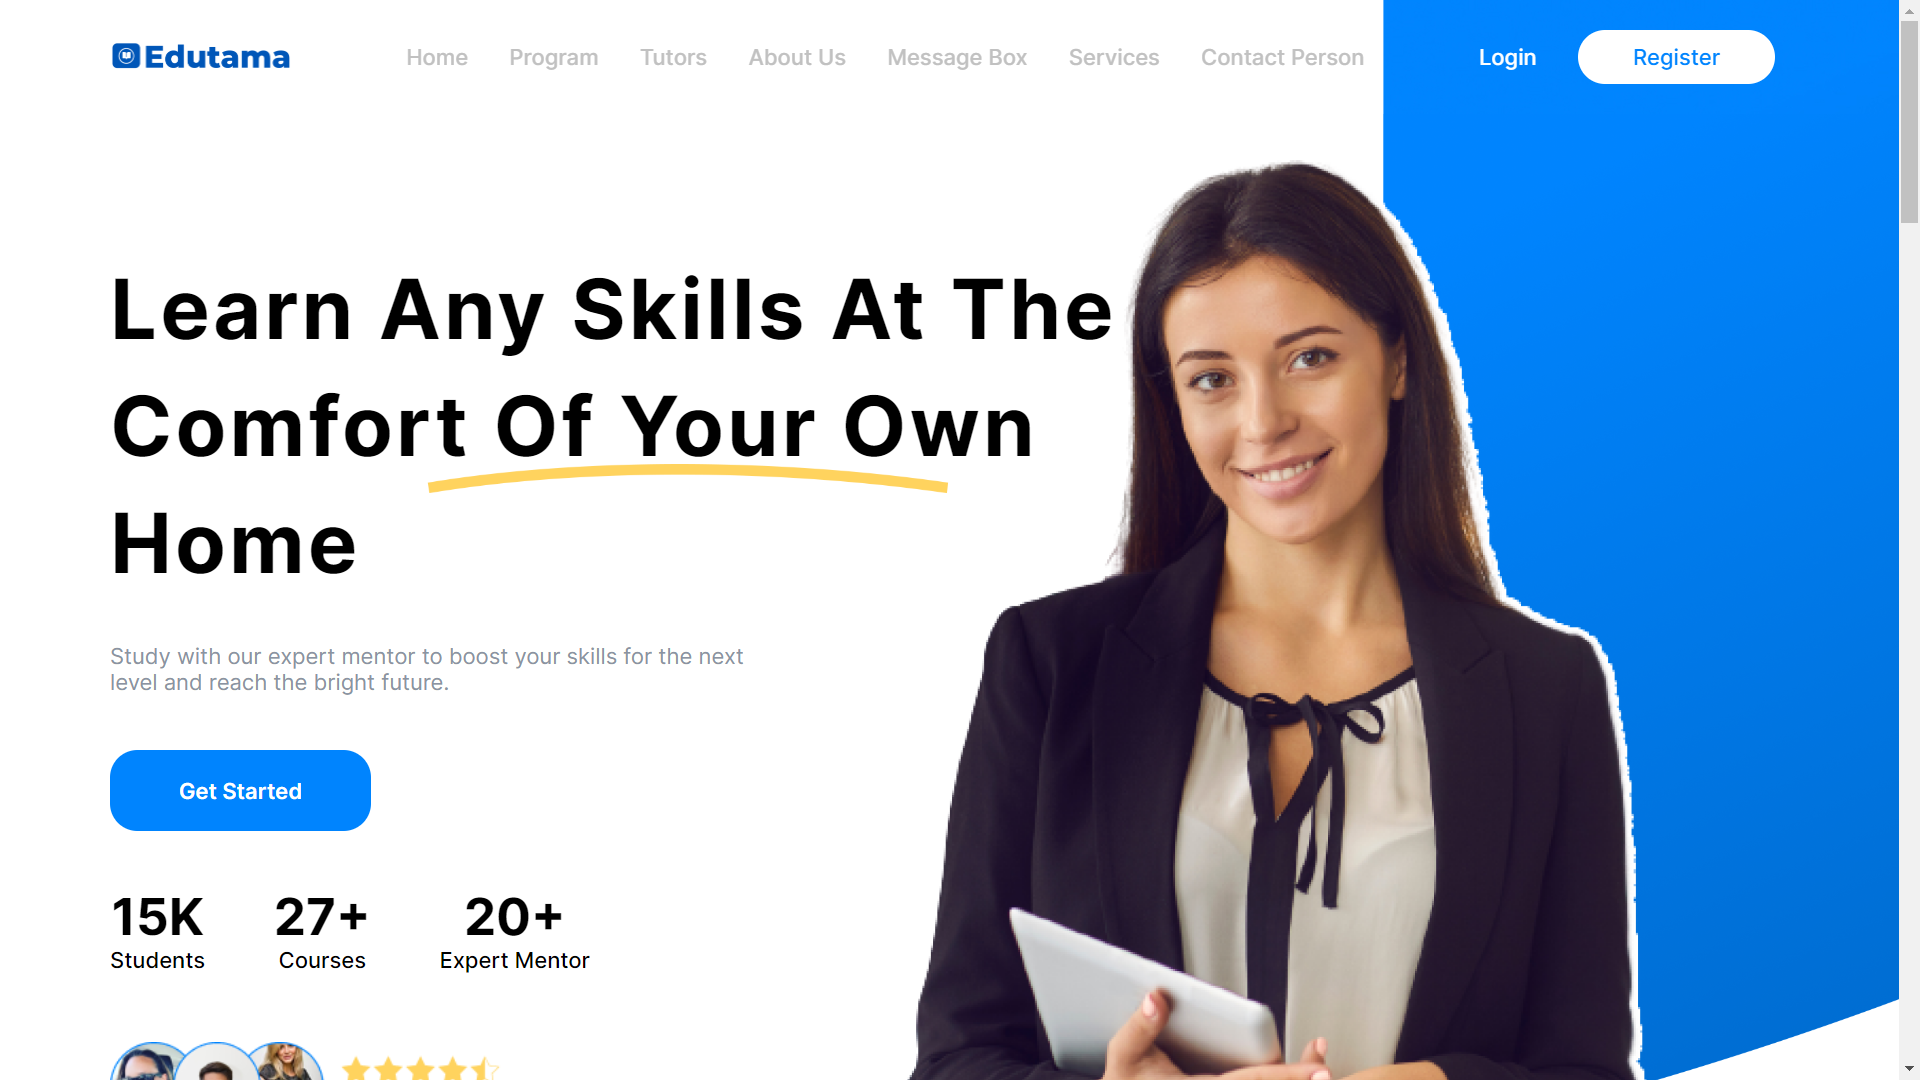 Edutama
Home
Program
Tutors
About Us
Message Box
Services
Contact Person
Login
Register
Learn Any Skills At The
Comfort Of Your Own
Home
Study with our expert mentor to boost your skills for the next
level and reach the bright future.
Get Started
15K
Students
27+
Courses
20+
Expert Mentor